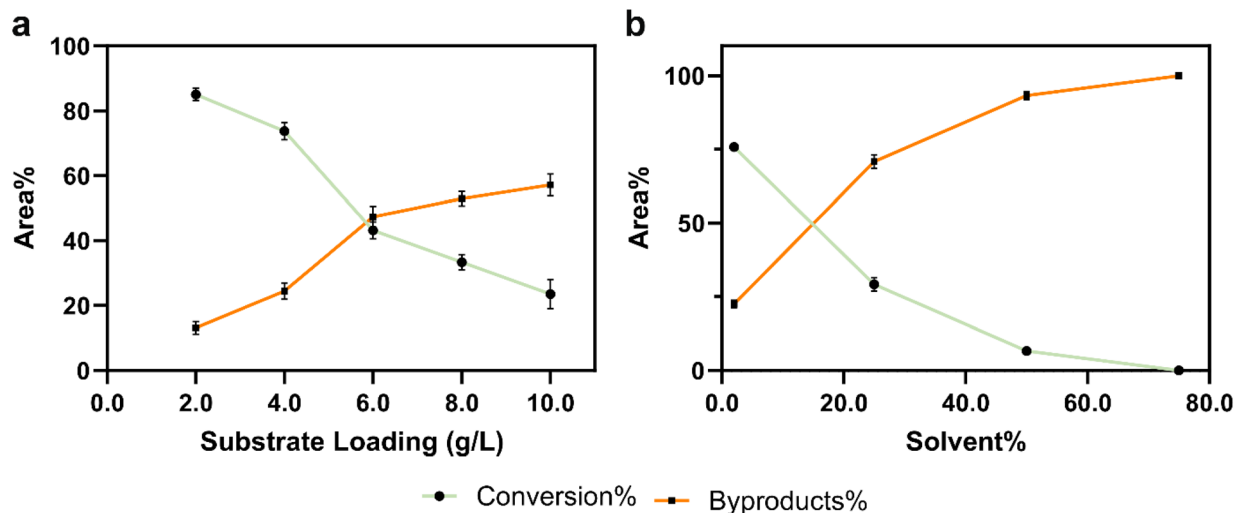 a
100
80
60
40
20
0
Area%
0.0 2.0 4.0 6.0 8.0 10.0
Substrate Loading (g/L)
b
100
50
0
Area%
0.0 20.0 40.0 60.0 80.0
Solvent%
Conversion% Byproducts%